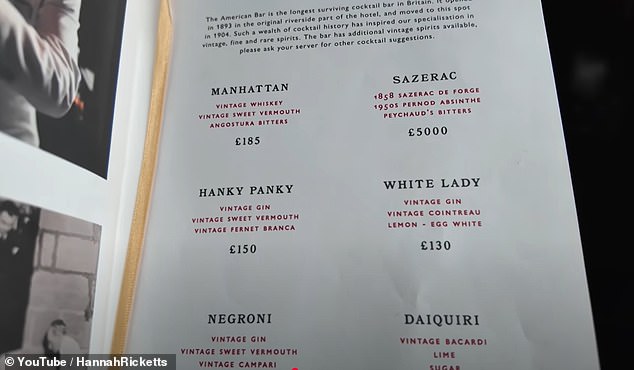 The American Bar is the longest surviving cocktail bar in Britain. It opened
in 1893 in the original riverside part of the hotel, and moved to this spot
in 1904. Such a wealth of cocktail history has inspired our specialisation in
vintage, fine and rare spirits. The bar has additional vintage spirits available,
please ask your server for other cocktail suggestions.
MANHATTAN
VINTAGE WHISKEY
VINTAGE SWEET VERMOUTH
ANGOSTURA BITTERS
£185
SAZERAC
1858 SAZERAC DE FORGE
1950s PERNOD ABSINTHE
PEYCHAUD'S BITTERS
£5000
HANKY PANKY
VINTAGE GIN
VINTAGE SWEET VERMOUTH
VINTAGE FERNET BRANCA
£150
WHITE LADY
VINTAGE GIN
VINTAGE COINTREAU
LEMON - EGG WHITE
£130
NEGRONI
VINTAGE GIN
VINTAGE SWEET VERMOUTH
VINTAGE CAMPARI
DAIQUIRI
VINTAGE BACARDI
LIME
SUGAR
© YouTube / HannahRicketts